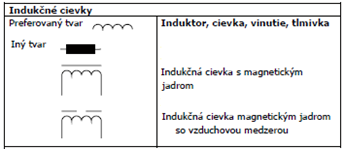 Indukčné cievky
Preferovaný tvar
Induktor, cievka, vinutie, tlmivka
Iný tvar
Indukčná cievka s magnetickým
jadrom
Indukčná cievka magnetickým jadrom
so vzduchovou medzerou